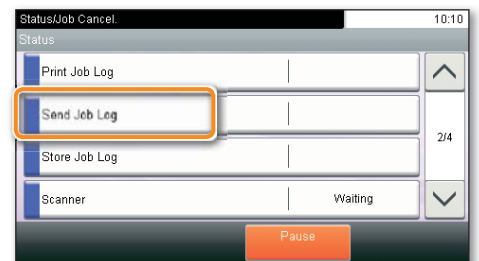 Status/Job Cancel. 10:10
Status
Print Job Log
Send Job Log
2/4
Store Job Log
Scanner Waiting
Pause